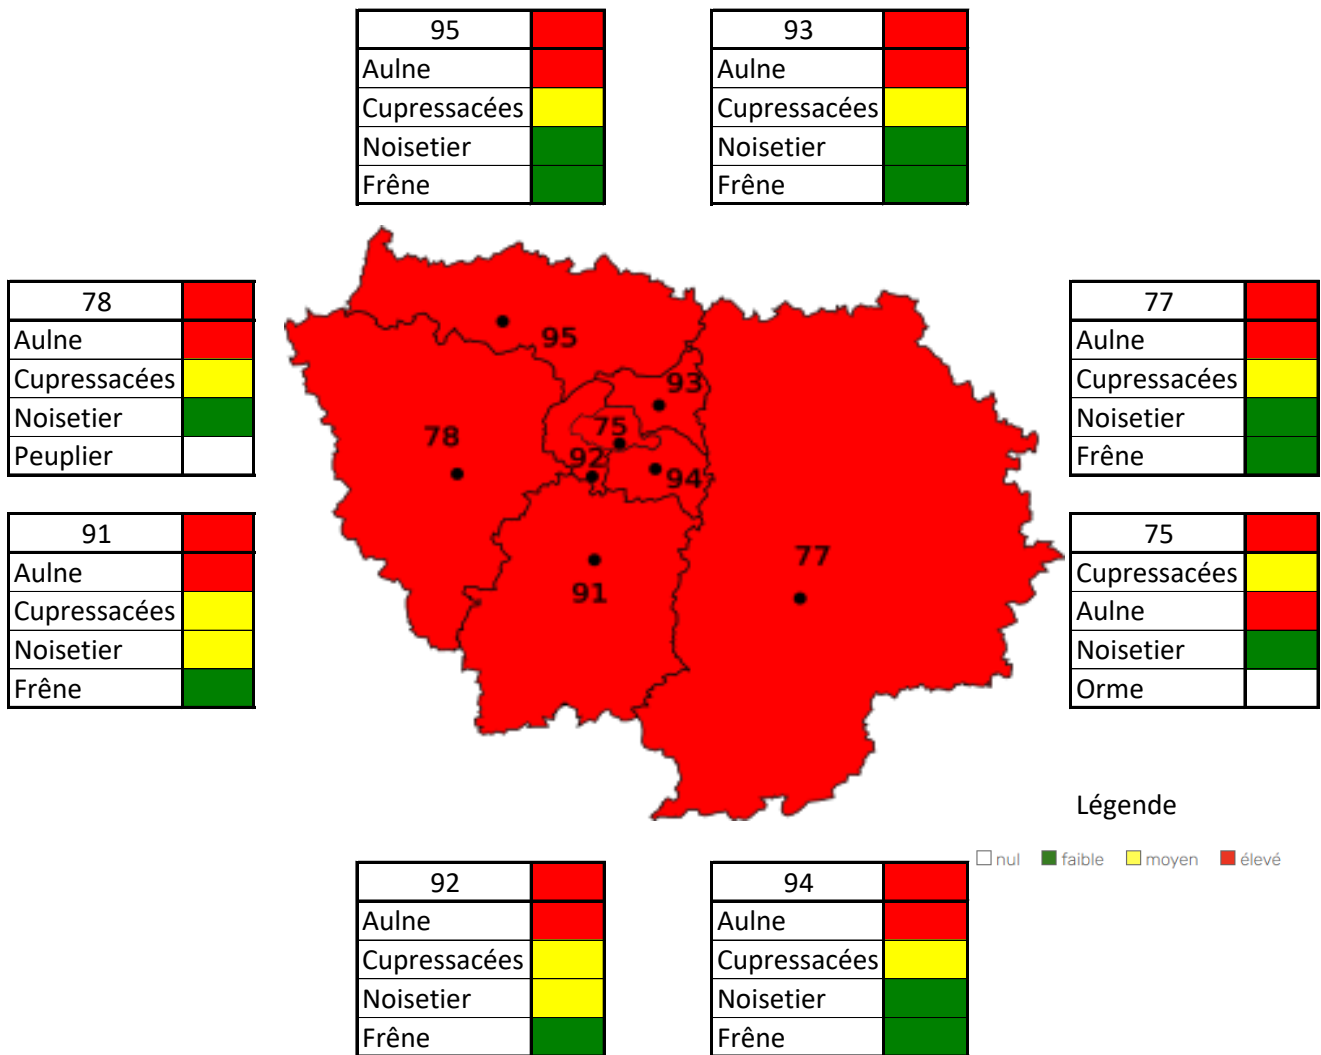 95
Aulne
Cupressacées
Noisetier
Frêne
93
Aulne
Cupressacées
Noisetier
Frêne
78
Aulne
Cupressacées
Noisetier
Peuplier
91
Aulne
Cupressacées
Noisetier
Frêne
95
93
75
78
92
94
77
91
77
Aulne
Cupressacées
Noisetier
Frêne
75
Cupressacées
Aulne
Noisetier
Orme
Légende
nul faible moyen élevé
92
Aulne
Cupressacées
Noisetier
Frêne
94
Aulne
Cupressacées
Noisetier
Frêne